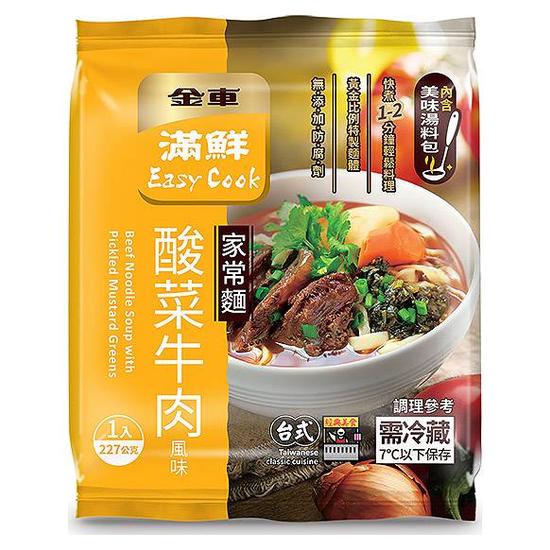 金車
滿鮮
Easy Cook
家常麵
酸菜牛肉
風味
Beef Noodle Soup with
Pickled Mustard Greens
1入
227公克
內含
美味湯料包
快煮1-2分鐘輕鬆料理
黃金比例特製麵體
無·添·加·防·腐·劑
台式
經典美食
Taiwanese
classic cuisine
調理參考
需冷藏
7℃以下保存